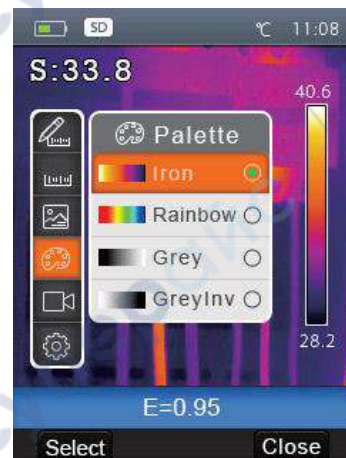 SD ℃ 11:08
S:33.8
40.6
Palette
Iron
Rainbow
Grey
GreyInv
28.2
E=0.95
Select Close